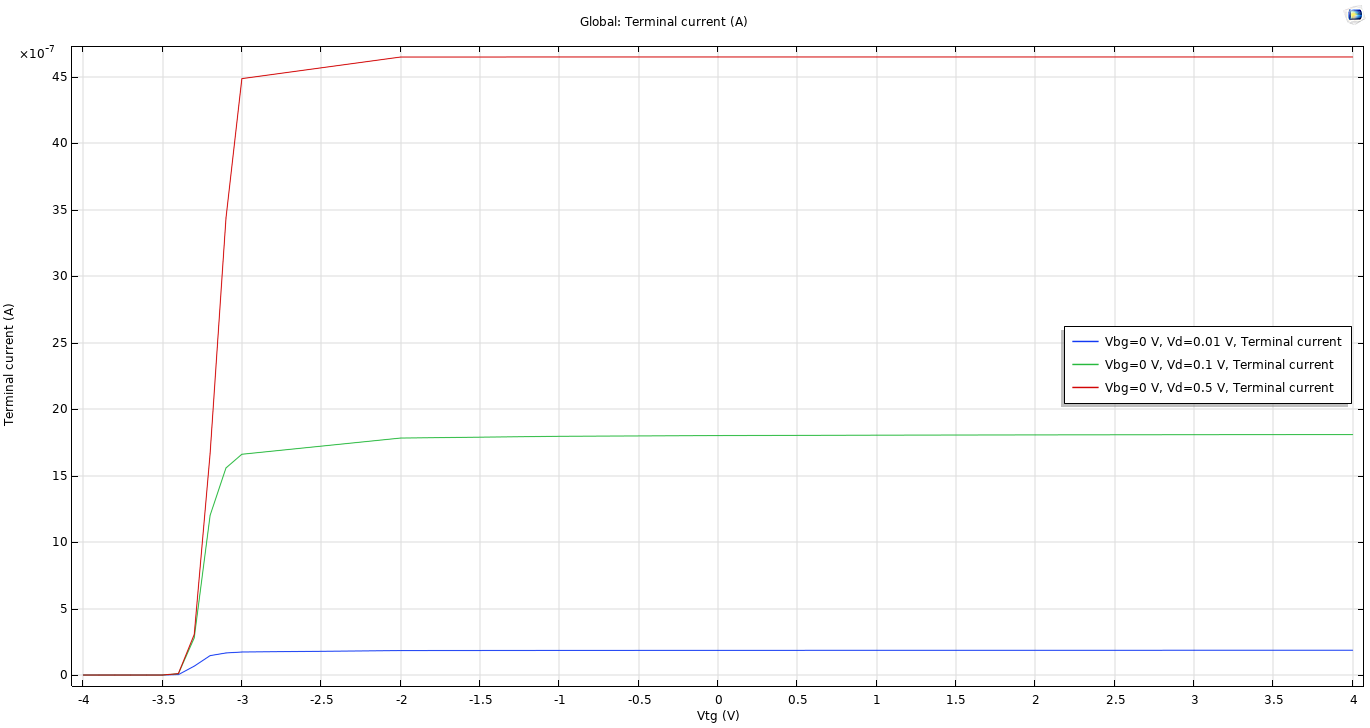 Global: Terminal current (A)
×10⁻⁷
45
40
35
30
25
20
15
10
5
0
Terminal current (A)
Vbg=0 V, Vd=0.01 V, Terminal current
Vbg=0 V, Vd=0.1 V, Terminal current
Vbg=0 V, Vd=0.5 V, Terminal current
-4 -3.5 -3 -2.5 -2 -1.5 -1 -0.5 0 0.5 1 1.5 2 2.5 3 3.5 4
Vtg (V)